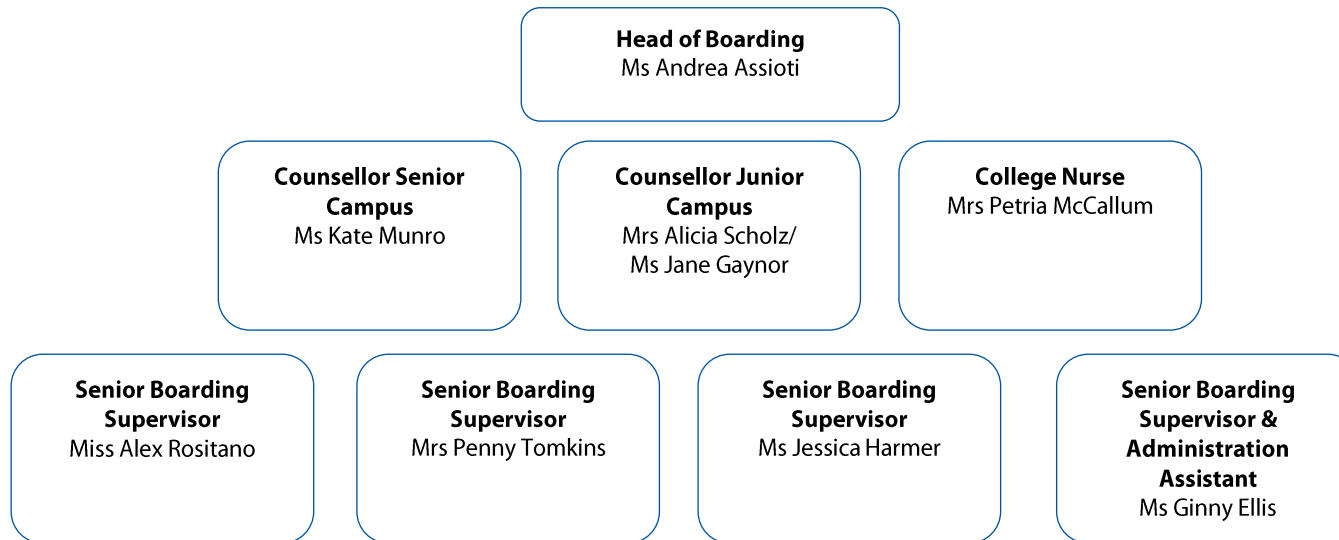 Head of Boarding
Ms Andrea Assioti
Counsellor Senior
Campus
Ms Kate Munro
Counsellor Junior
Campus
Mrs Alicia Scholz/
Ms Jane Gaynor
College Nurse
Mrs Petria McCallum
Senior Boarding
Supervisor
Miss Alex Rositano
Senior Boarding
Supervisor
Mrs Penny Tomkins
Senior Boarding
Supervisor
Ms Jessica Harmer
Senior Boarding
Supervisor &
Administration
Assistant
Ms Ginny Ellis